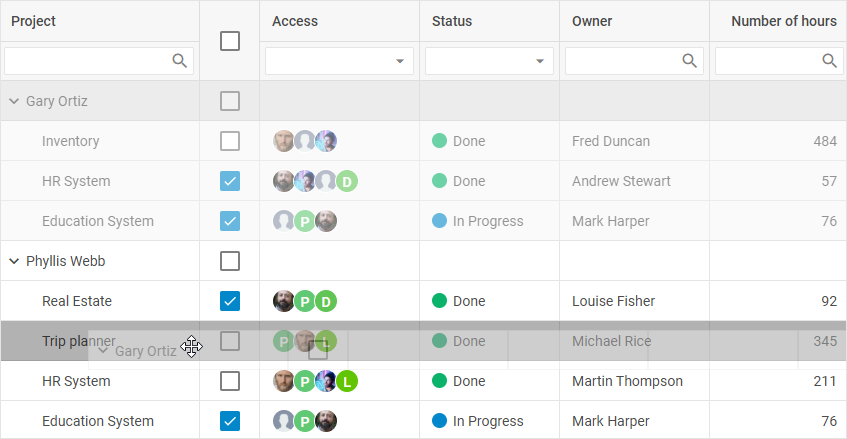 Project Access Status Owner Number of hours
Gary Ortiz
Inventory Done Fred Duncan 484
HR System D Done Andrew Stewart 57
Education System P In Progress Mark Harper 76
Phyllis Webb
Real Estate P D Done Louise Fisher 92
Trip planner P L Done Michael Rice 345
Gary Ortiz
HR System P L Done Martin Thompson 211
Education System P In Progress Mark Harper 76